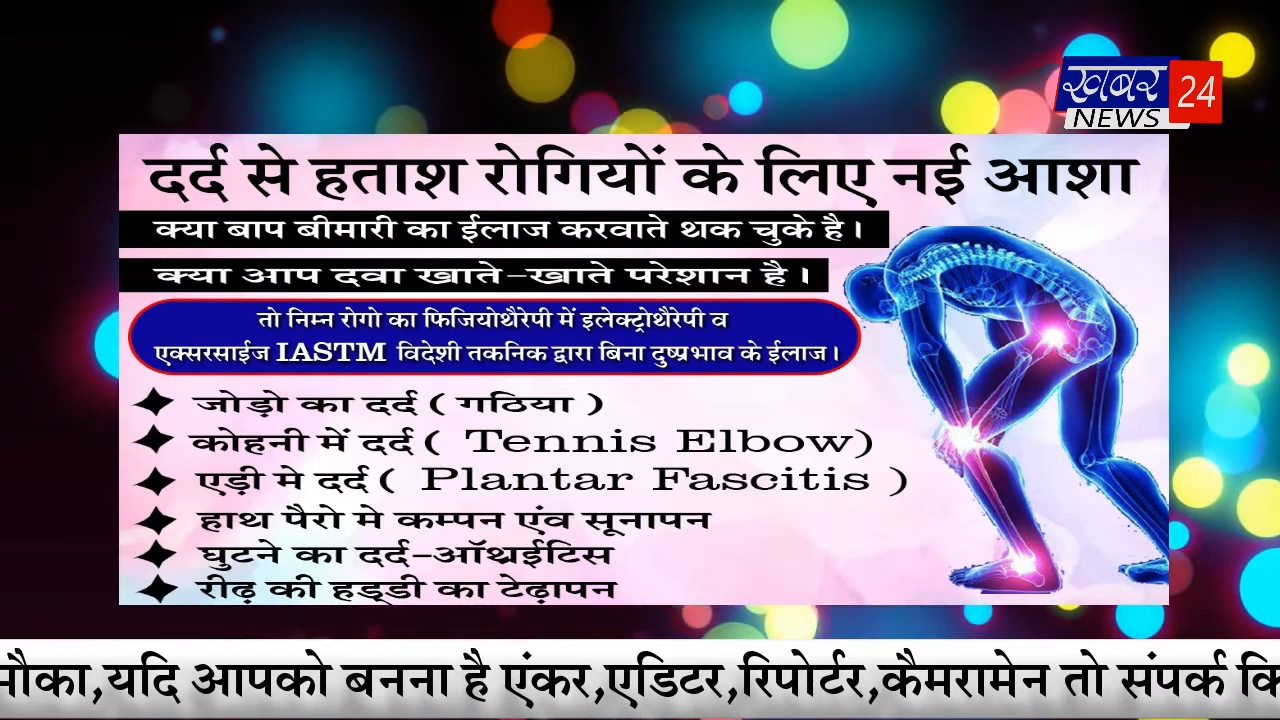 खबर 24
NEWS
दर्द से हताश रोगियों के लिए नई आशा
क्या बाप बीमारी का ईलाज करवाते थक चुके है।
क्या आप दवा खाते-खाते परेशान है।
तो निम्न रोगो का फिजियोथैरेपी में इलेक्ट्रोथैरेपी व
एक्सरसाईज IASTM विदेशी तकनिक द्वारा बिना दुष्प्रभाव के ईलाज।
जोड़ो का दर्द ( गठिया )
कोहनी में दर्द ( Tennis Elbow)
एड़ी मे दर्द ( Plantar Fascitis )
हाथ पैरो मे कम्पन एंव सूनापन
घुटने का दर्द-ऑथ्रईटिस
रीढ़ की हड्डी का टेढ़ापन
मौका,यदि आपको बनना है एंकर,एडिटर,रिपोर्टर,कैमरामेन तो संपर्क कि